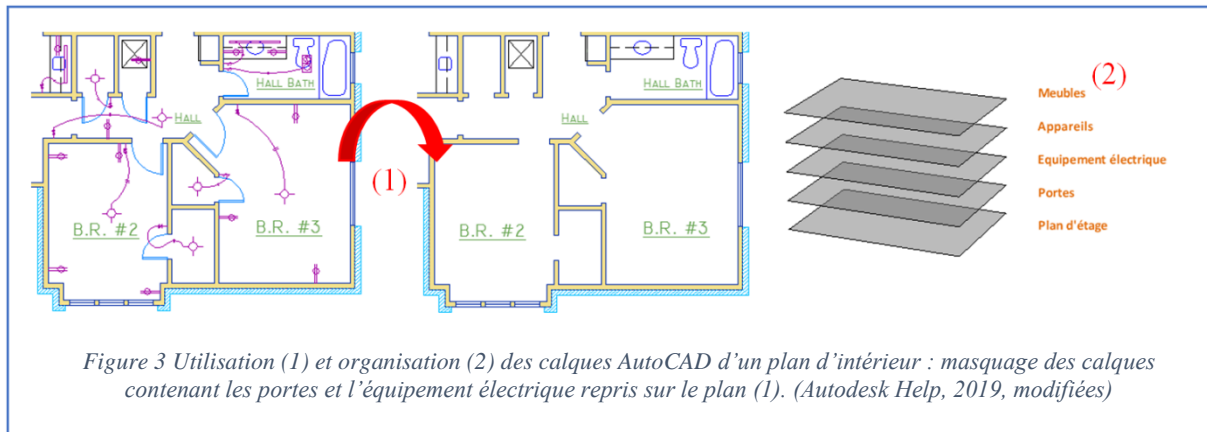 HALL BATH
HALL
B.R. #2
B.R. #3
(1)
HALL BATH
HALL
B.R. #2
B.R. #3
(2)
Meubles
Appareils
Equipement électrique
Portes
Plan d'étage
Figure 3 Utilisation (1) et organisation (2) des calques AutoCAD d’un plan d’intérieur : masquage des calques
contenant les portes et l’équipement électrique repris sur le plan (1). (Autodesk Help, 2019, modifiées)